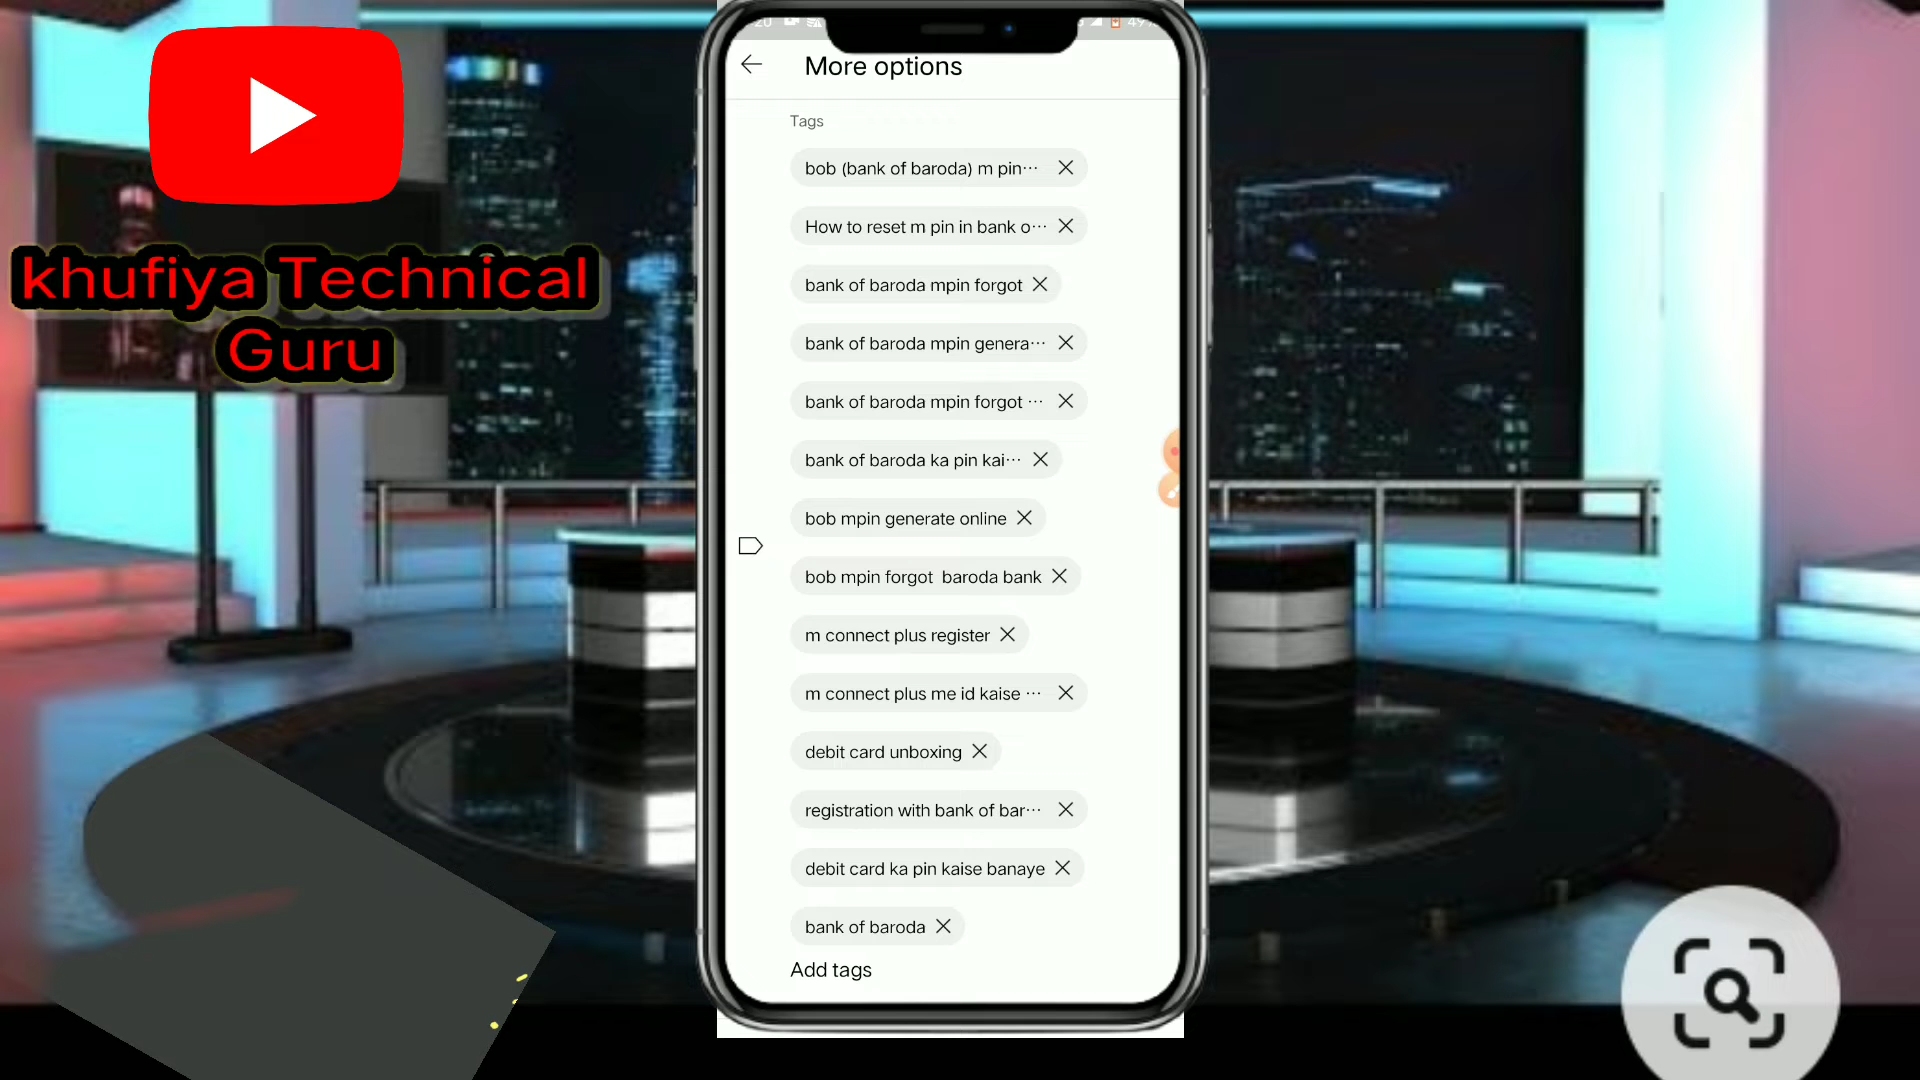 khufiya Technical
Guru
More options
Tags
bob (bank of baroda) m pin···
How to reset m pin in bank o···
bank of baroda mpin forgot
bank of baroda mpin genera···
bank of baroda mpin forgot ···
bank of baroda ka pin kai···
bob mpin generate online
bob mpin forgot  baroda bank
m connect plus register
m connect plus me id kaise ···
debit card unboxing
registration with bank of bar···
debit card ka pin kaise banaye
bank of baroda
Add tags